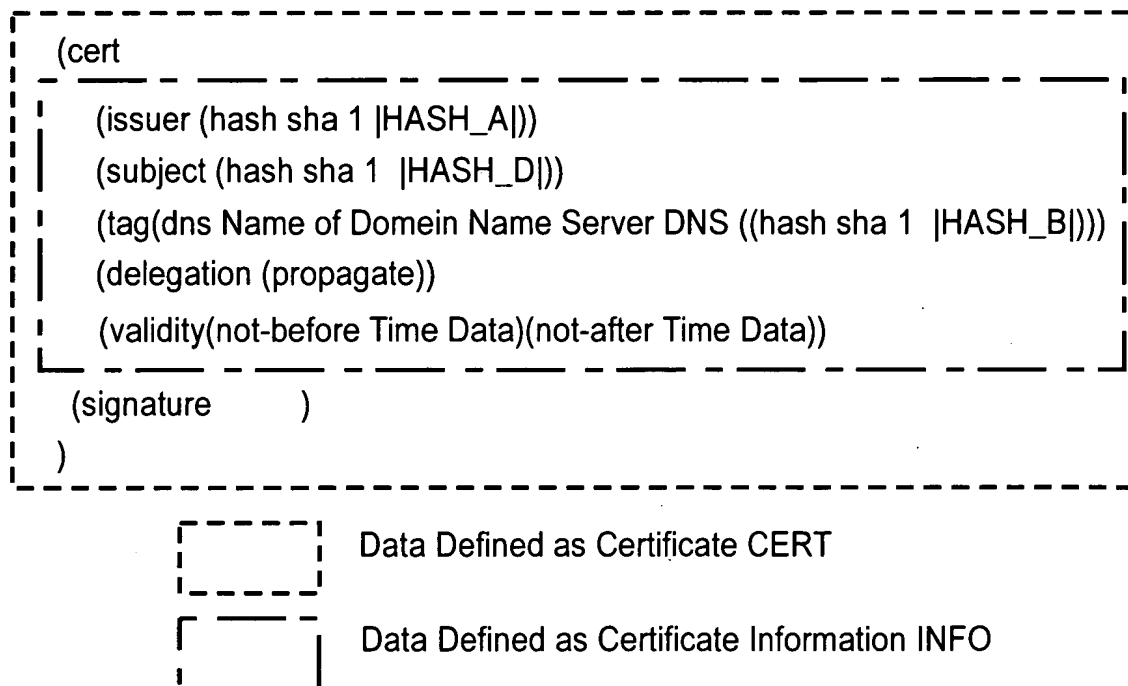 (cert
(issuer (hash sha 1 |HASH_A|))
(subject (hash sha 1 |HASH_D|))
(tag(dns Name of Domein Name Server DNS ((hash sha 1 |HASH_B|)))
(delegation (propagate))
(validity(not-before Time Data)(not-after Time Data))
(signature )
)
Data Defined as Certificate CERT
Data Defined as Certificate Information INFO